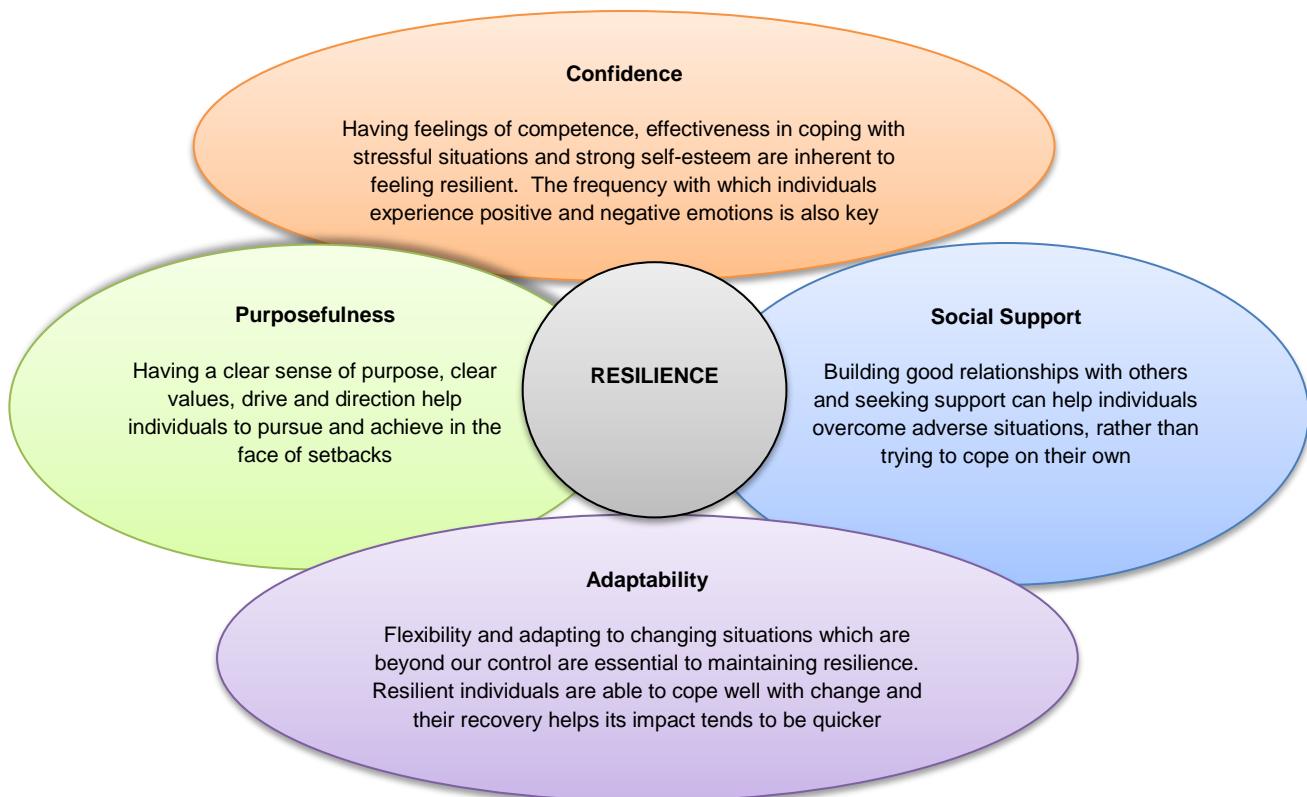 Confidence
Having feelings of competence, effectiveness in coping with
stressful situations and strong self-esteem are inherent to
feeling resilient.  The frequency with which individuals
experience positive and negative emotions is also key
Purposefulness
Having a clear sense of purpose, clear
values, drive and direction help
individuals to pursue and achieve in the
face of setbacks
RESILIENCE
Social Support
Building good relationships with others
and seeking support can help individuals
overcome adverse situations, rather than
trying to cope on their own
Adaptability
Flexibility and adapting to changing situations which are
beyond our control are essential to maintaining resilience.
Resilient individuals are able to cope well with change and
their recovery helps its impact tends to be quicker